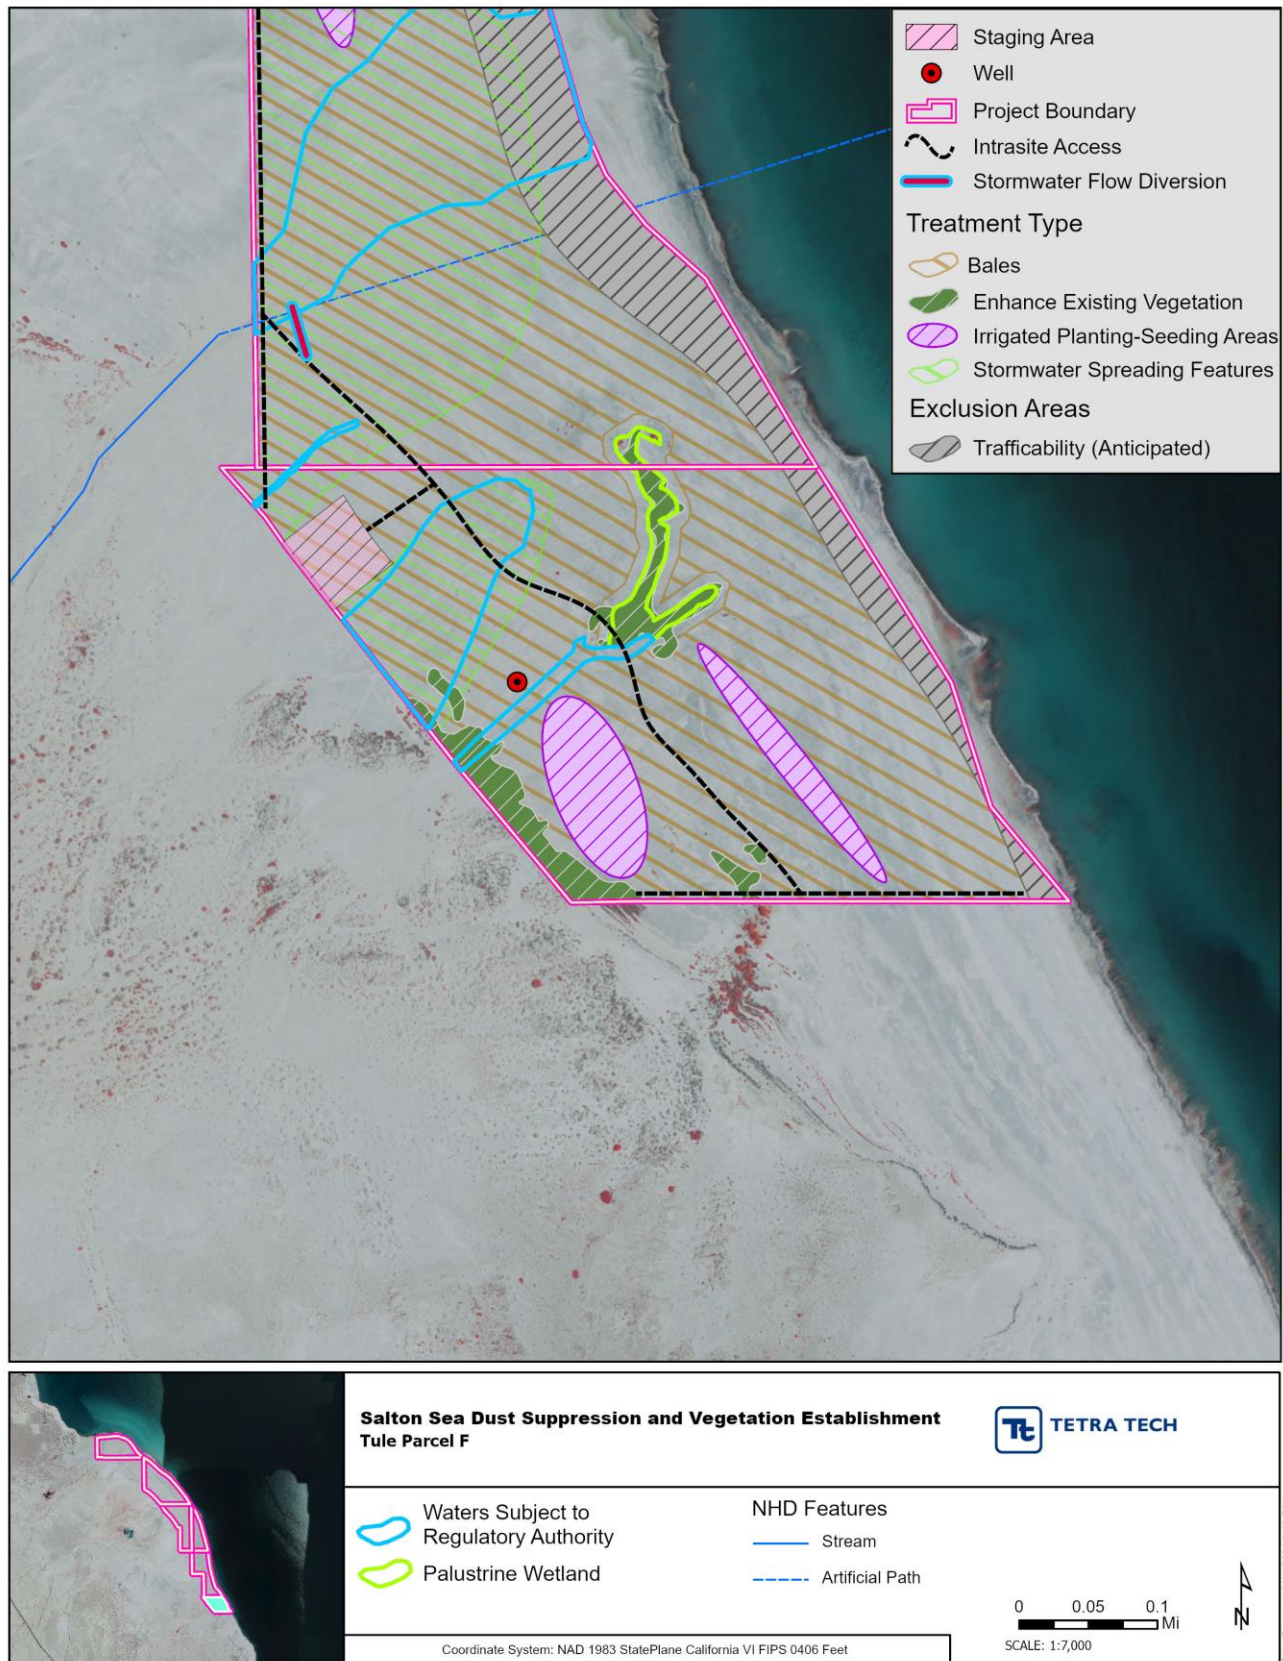 Staging Area
Well
Project Boundary
Intrasite Access
Stormwater Flow Diversion
Treatment Type
Bales
Enhance Existing Vegetation
Irrigated Planting-Seeding Areas
Stormwater Spreading Features
Exclusion Areas
Trafficability (Anticipated)
Salton Sea Dust Suppression and Vegetation Establishment
Tule Parcel F
Tt TETRA TECH
Waters Subject to
Regulatory Authority
Palustrine Wetland
NHD Features
Stream
Artificial Path
0 0.05 0.1
Mi
SCALE: 1:7,000
N
Coordinate System: NAD 1983 StatePlane California VI FIPS 0406 Feet